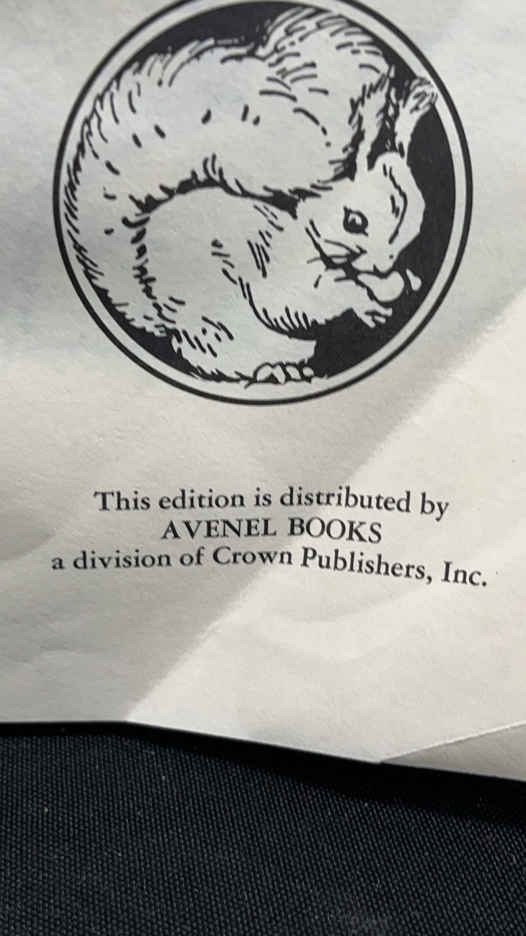 This edition is distributed by
AVENEL BOOKS
a division of Crown Publishers, Inc.